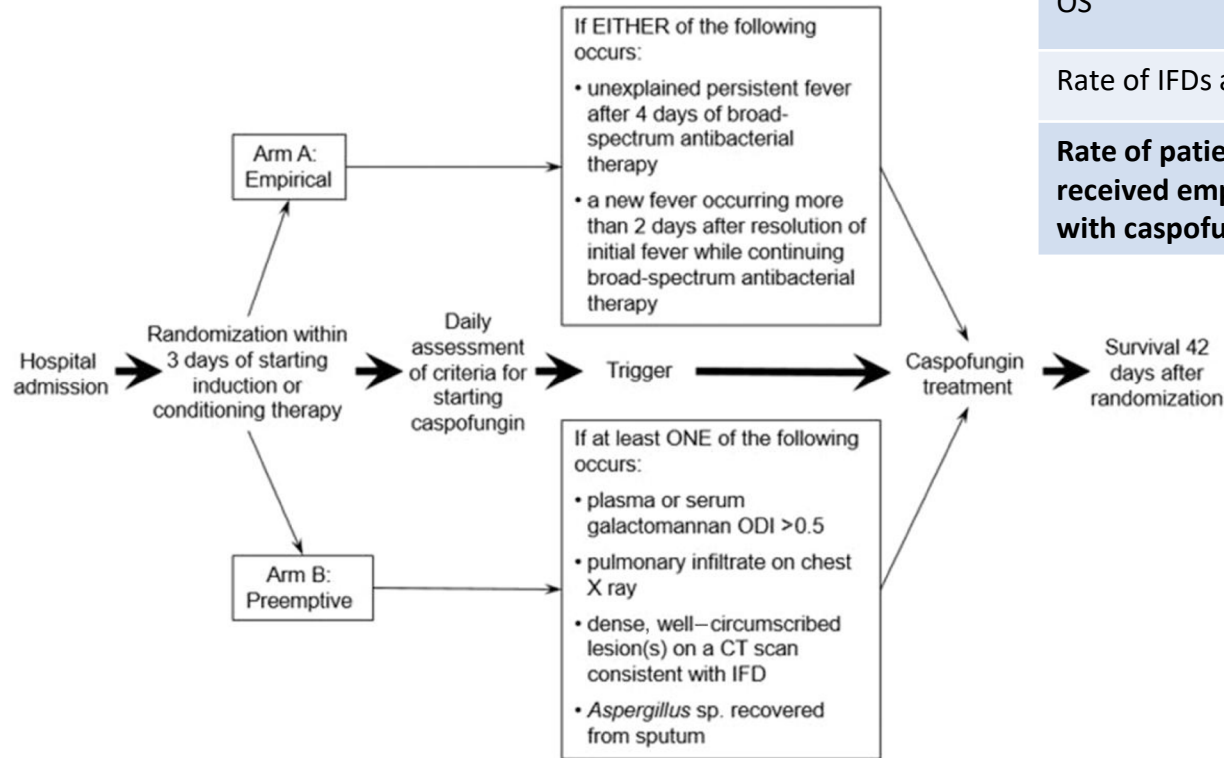 If EITHER of the following
occurs:
• unexplained persistent fever
after 4 days of broad-
spectrum antibacterial
therapy
• a new fever occurring more
than 2 days after resolution of
initial fever while continuing
broad-spectrum antibacterial
therapy
Arm A:
Empirical
Hospital
admission
Randomization within
3 days of starting
induction or
conditioning therapy
Daily
assessment
of criteria for
starting
caspofungin
Trigger
Caspofungin
treatment
Survival 42
days after
randomization
Arm B:
Preemptive
If at least ONE of the following
occurs:
• plasma or serum
galactomannan ODI >0.5
• pulmonary infiltrate on chest
X ray
• dense, well–circumscribed
lesion(s) on a CT scan
consistent with IFD
• Aspergillus sp. recovered
from sputum
OS
Rate of IFDs
Rate of
received
with